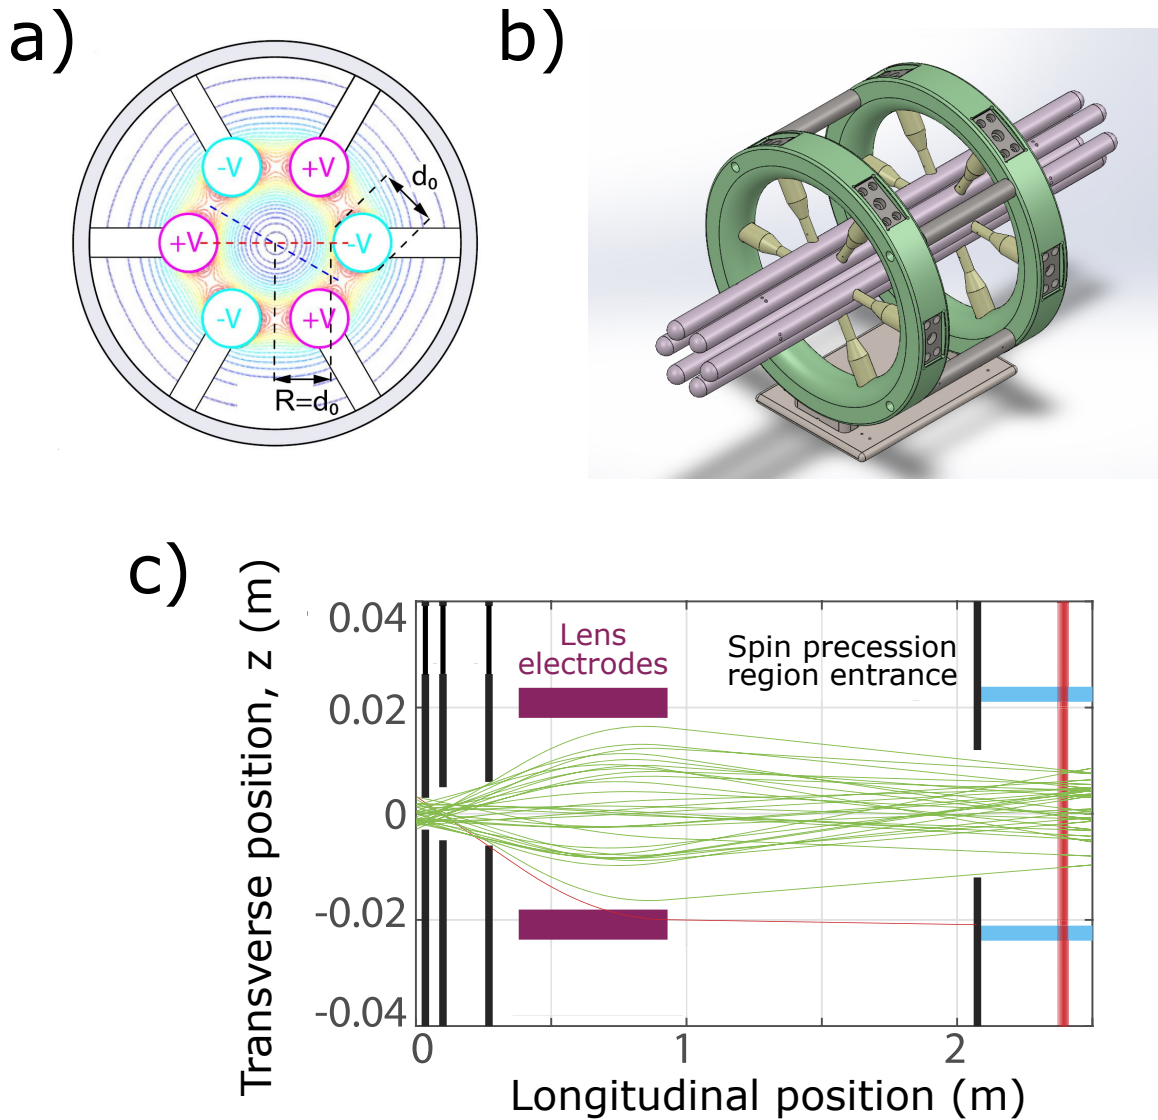 a)
-V
+V
d₀
+V
-V
-V
+V
R=d₀
b)
c)
Transverse position, z (m)
0.04
0.02
0
-0.02
-0.04
Lens
electrodes
Spin precession
region entrance
0
1
2
Longitudinal position (m)